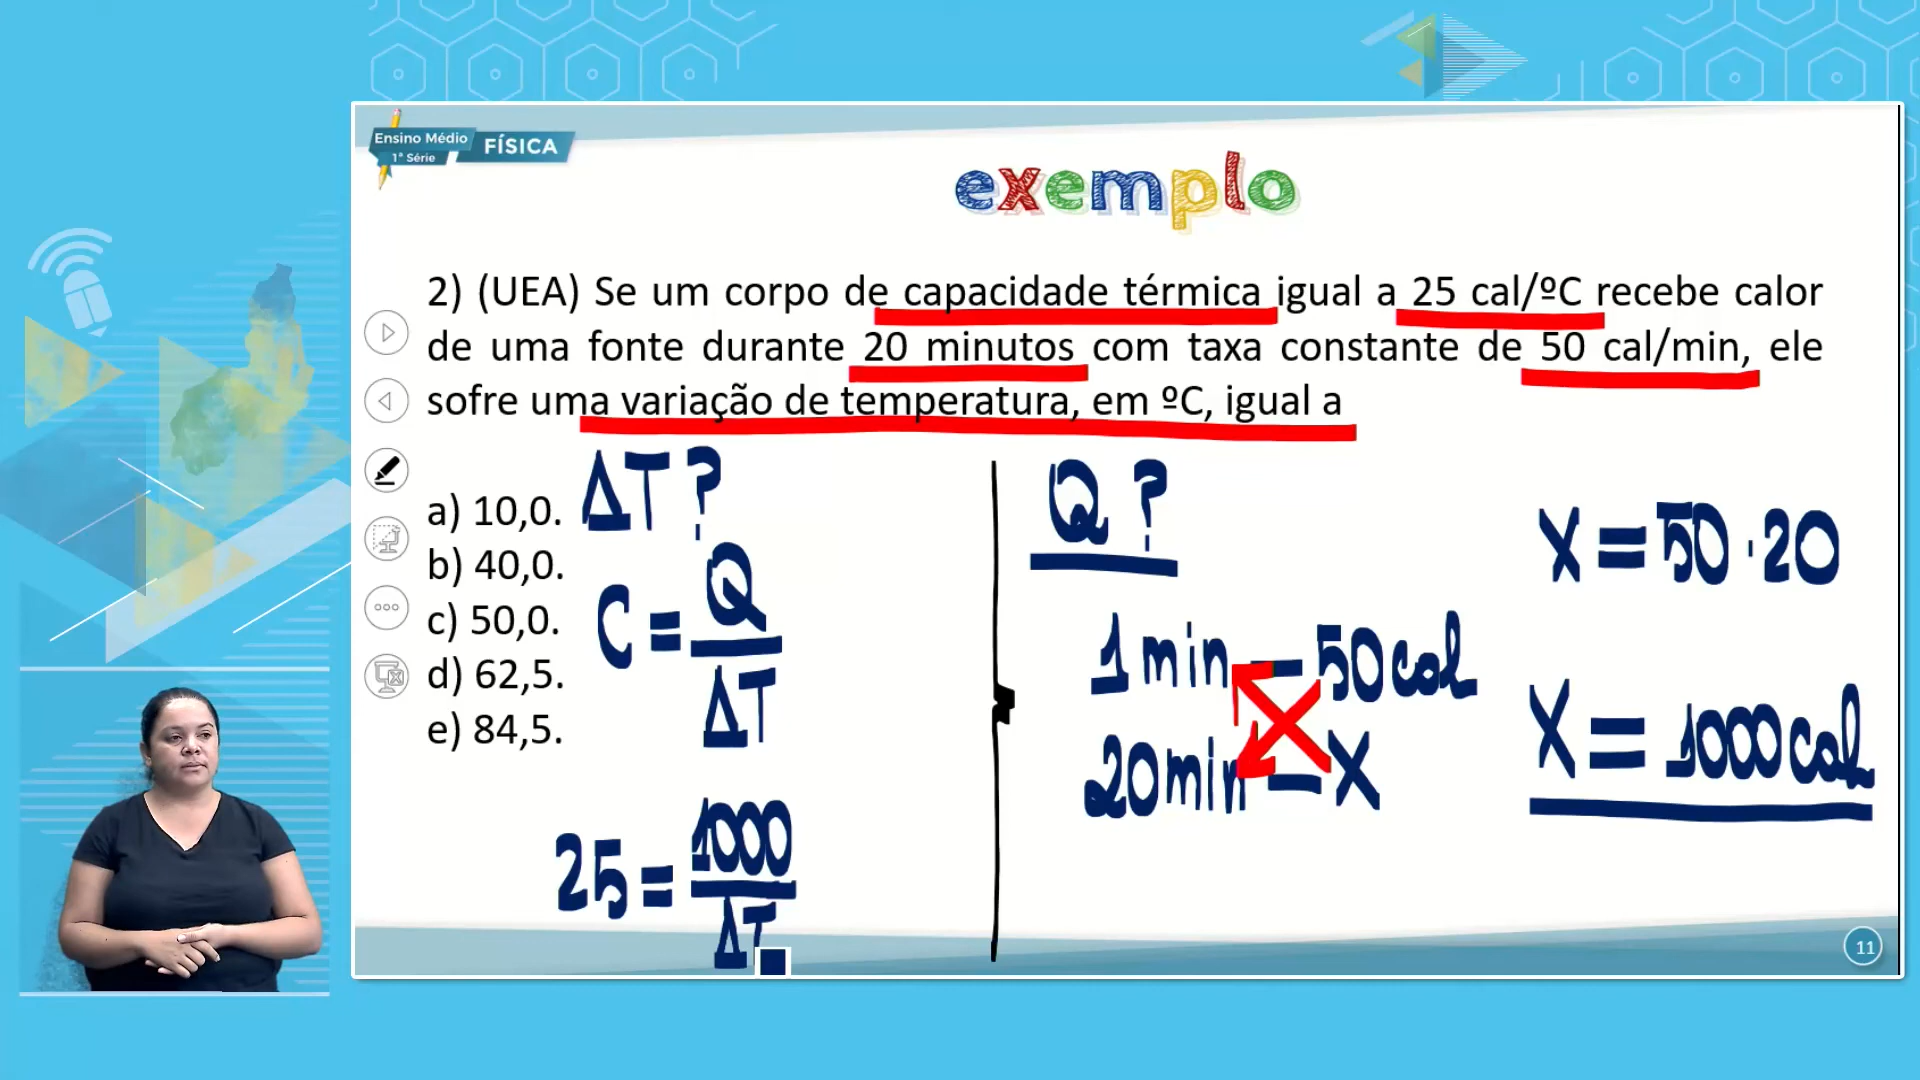 Ensino Médio
1ª Série
FÍSICA
exemplo
2) (UEA) Se um corpo de capacidade térmica igual a 25 cal/ºC recebe calor
de uma fonte durante 20 minutos com taxa constante de 50 cal/min, ele
sofre uma variação de temperatura, em ºC, igual a
a) 10,0.
b) 40,0.
c) 50,0.
d) 62,5.
e) 84,5.
ΔT?
C = Q
ΔT
25 = 1000
ΔT
Q ?
1 min – 50 cal
20 min – X
X = 50 · 20
X = 1000 cal
11